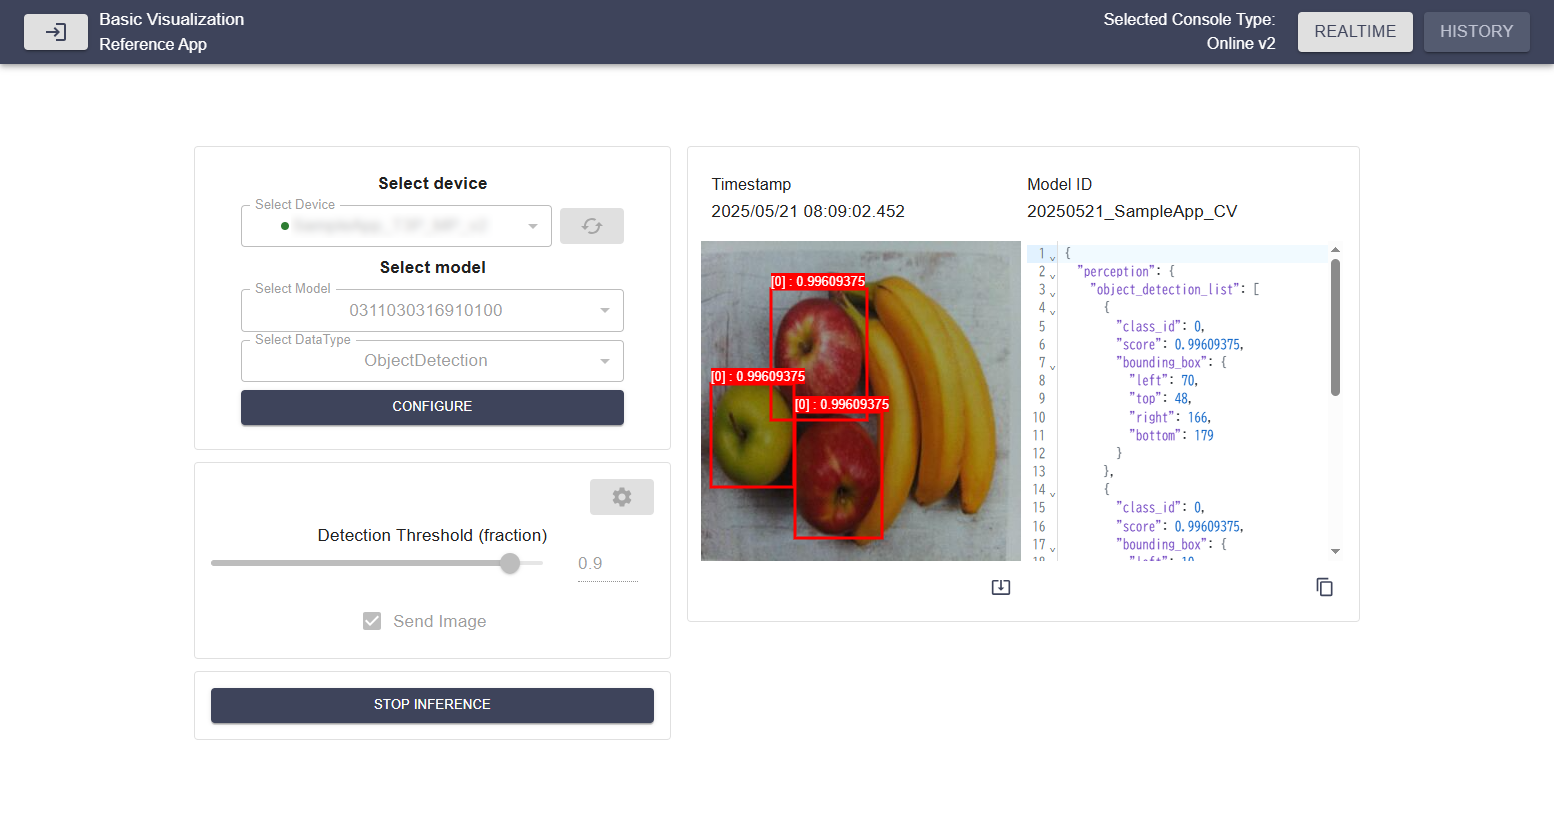 Basic Visualization
Reference App
Selected Console Type:
Online v2
REALTIME
HISTORY
Select device
Select Device
Select model
Select Model
0311030316910100
Select DataType
ObjectDetection
CONFIGURE
Detection Threshold (fraction)
0.9
Send Image
STOP INFERENCE
Timestamp
2025/05/21 08:09:02.452
Model ID
20250521_SampleApp_CV
[0] : 0.99609375
[0] : 0.99609375
[0] : 0.99609375
1 {
2 "perception": {
3 "object_detection_list": [
4 {
5 "class_id": 0,
6 "score": 0.99609375,
7 "bounding_box": {
8 "left": 70,
9 "top": 48,
10 "right": 166,
11 "bottom": 179
12 }
13 },
14 {
15 "class_id": 0,
16 "score": 0.99609375,
17 "bounding_box": {
18 "left": 10,